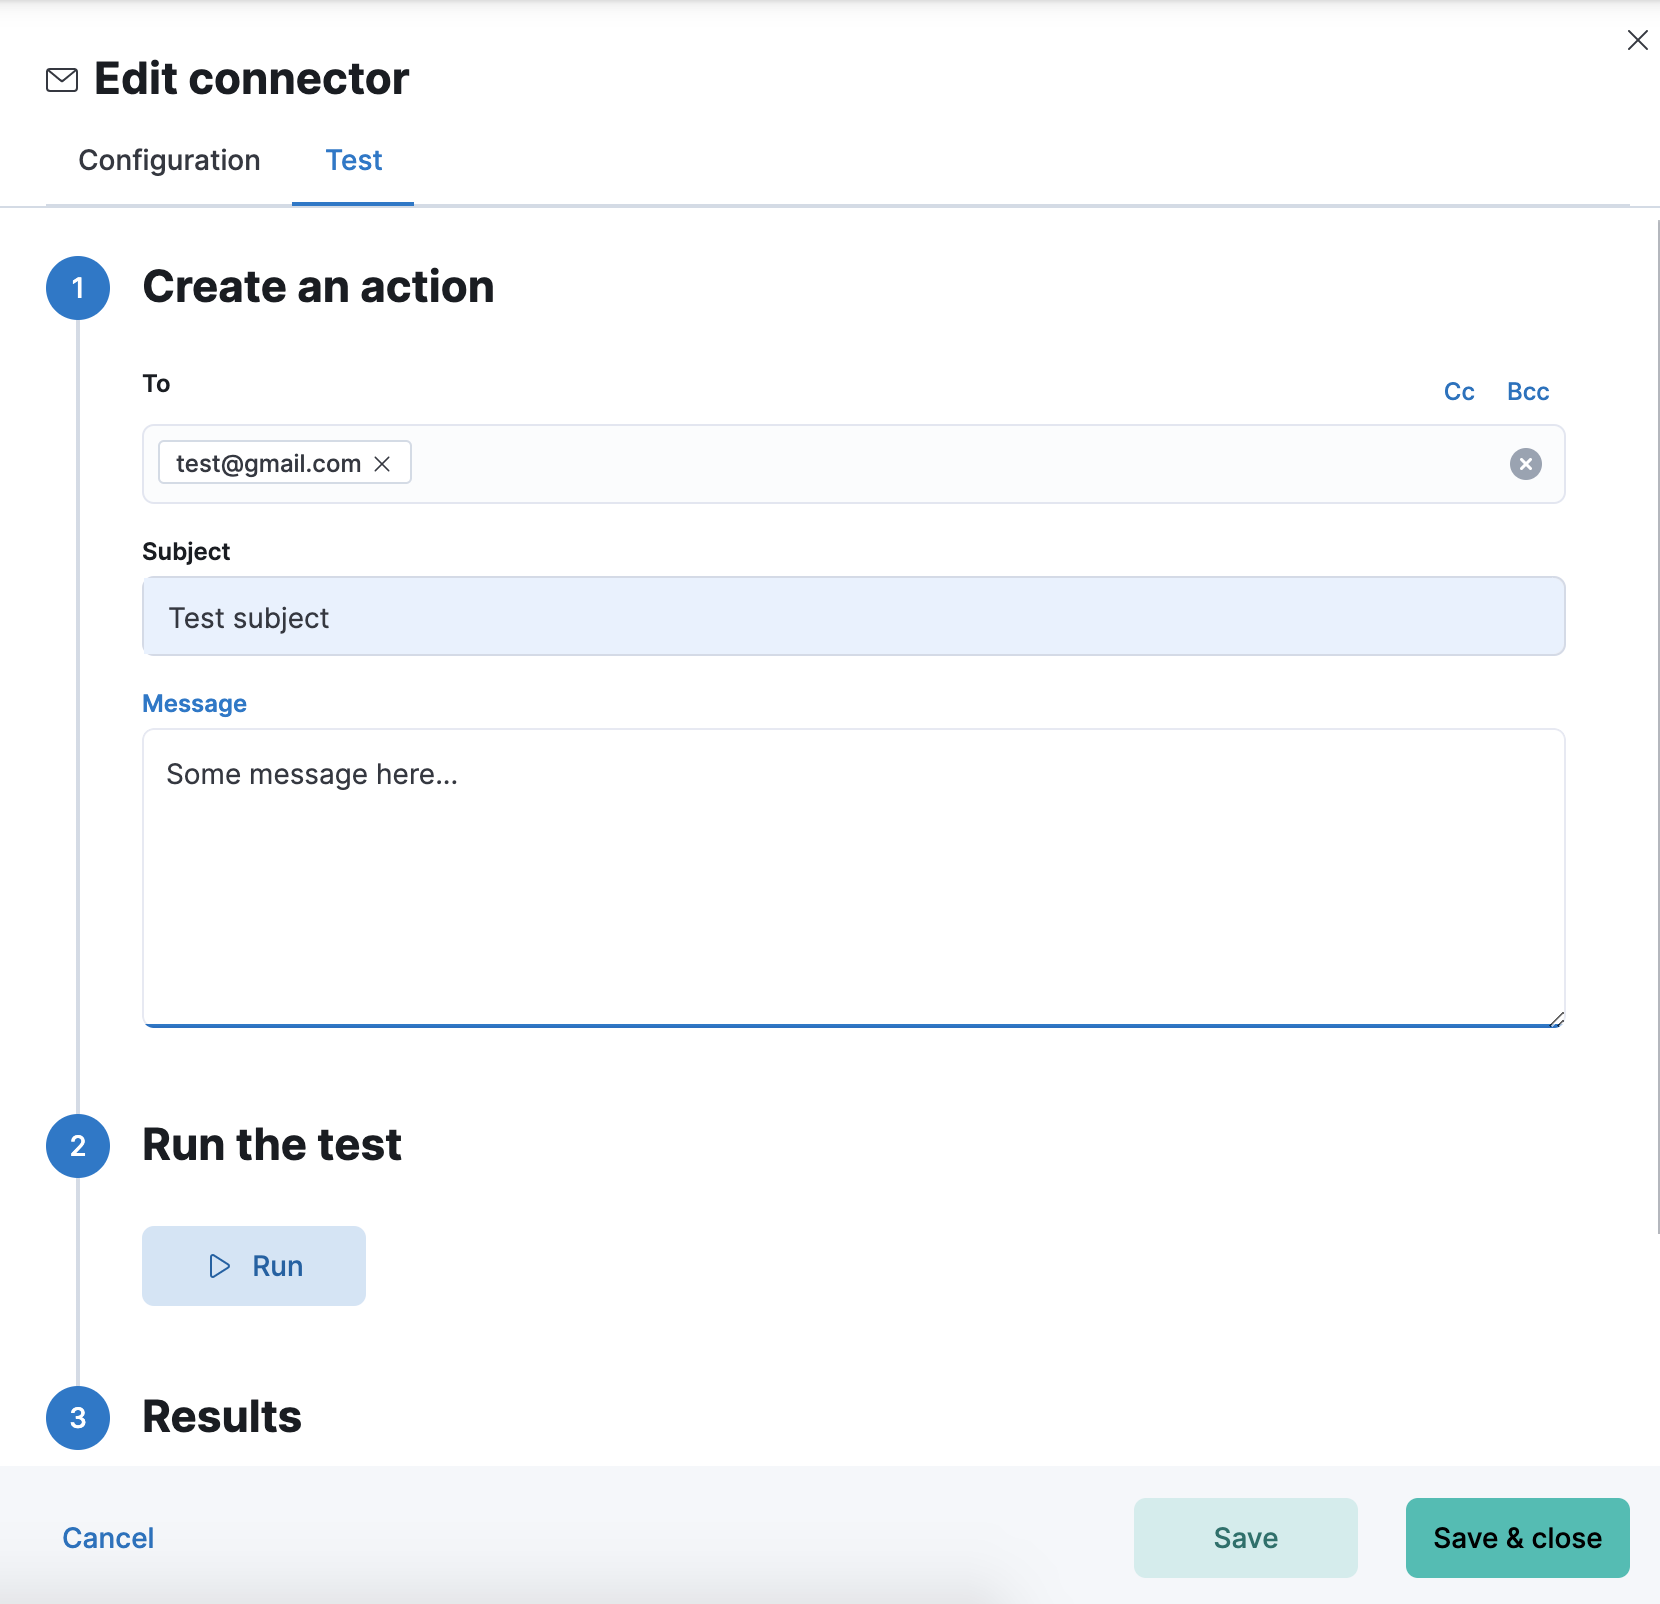 Edit connector
Configuration Test
1 Create an action
To Cc Bcc
test@gmail.com
Subject
Test subject
Message
Some message here...
2 Run the test
Run
3 Results
Cancel Save Save & close